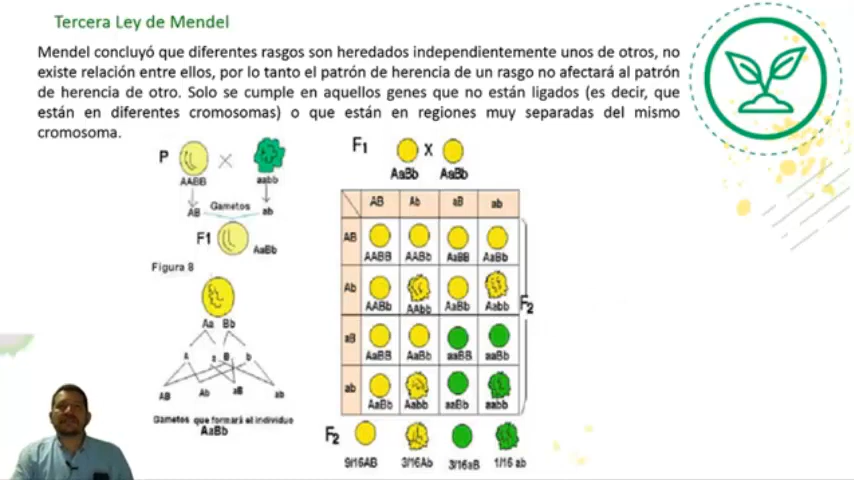 Tercera Ley de Mendel
Mendel concluyó que diferentes rasgos son heredados independientemente unos de otros, no
existe relación entre ellos, por lo tanto el patrón de herencia de un rasgo no afectará al patrón
de herencia de otro. Solo se cumple en aquellos genes que no están ligados (es decir, que
están en diferentes cromosomas) o que están en regiones muy separadas del mismo
cromosoma.
P X
AABB aabb
Gametos
AB ab
F1 AaBb
Figura 8
Aa Bb
A a B b
AB Ab aB ab
Gametos que formará el individuo
AaBb
F1 X
AaBb AaBb
AB Ab aB ab
AB
AABB AABb AaBB AaBb
Ab
AABb AAbb AaBb Aabb
F2
aB
AaBB AaBb aaBB aaBb
ab
AaBb Aabb aaBb aabb
F2
9/16AB 3/16Ab 3/16aB 1/16 ab